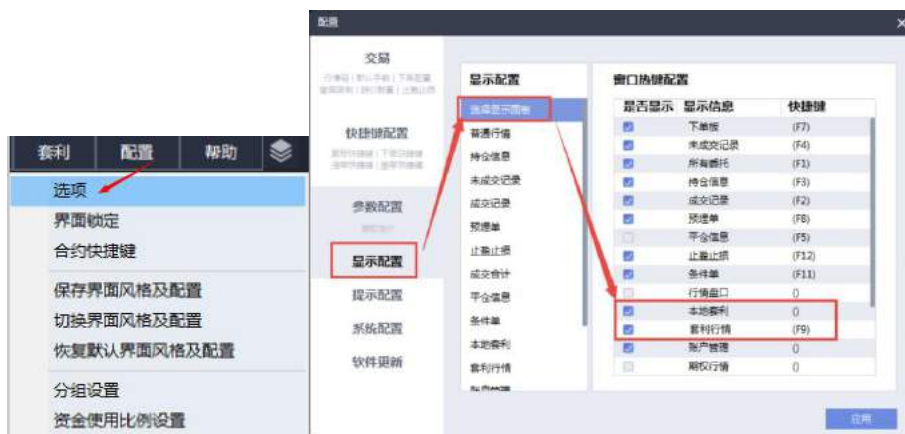 套利 配置 帮助
选项
界面锁定
合约快捷键
保存界面风格及配置
切换界面风格及配置
恢复默认界面风格及配置
分组设置
资金使用比例设置
配置
交易
快捷键配置
参数配置
显示配置
提示配置
系统配置
软件更新
显示配置
选择显示面板
普通行情
持仓信息
未成交记录
成交记录
预埋单
止盈止损
成交合计
平仓信息
条件单
本地套利
套利行情
账户管理
窗口热键配置
是否显示 显示信息 快捷键
下单板 (F7)
未成交记录 (F4)
所有委托 (F1)
持仓信息 (F3)
成交记录 (F2)
预埋单 (F8)
平仓信息 (F5)
止盈止损 (F12)
条件单 (F11)
行情盘口 ()
本地套利 ()
套利行情 (F9)
账户管理 ()
期权行情 ()
应用